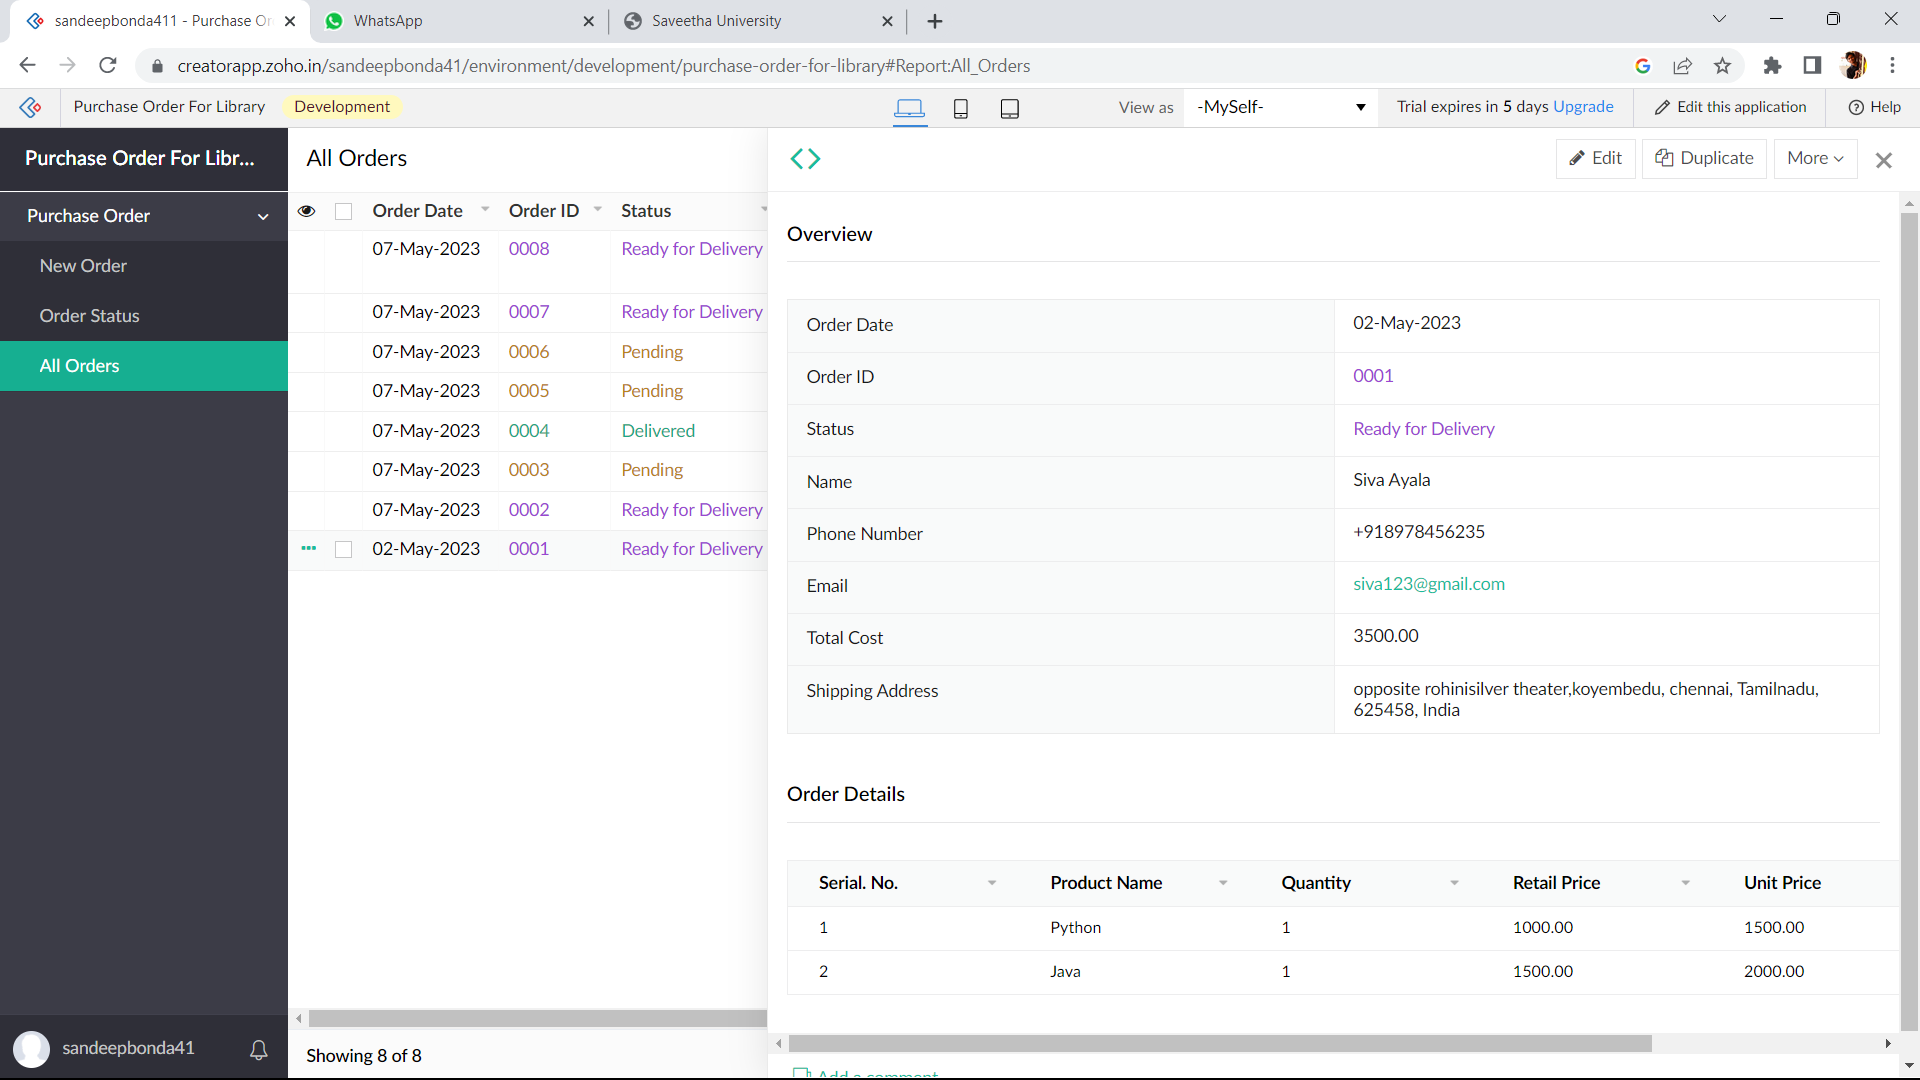 sandeepbonda411 - Purchase Or
WhatsApp
Saveetha University
creatorapp.zoho.in/sandeepbonda41/environment/development/purchase-order-for-library#Report:All_Orders
Purchase Order For Library Development View as -MySelf- Trial expires in 5 days Upgrade Edit this application Help
Purchase Order For Libr...
Purchase Order
New Order
Order Status
All Orders
sandeepbonda41
All Orders
Order Date Order ID Status
07-May-2023 0008 Ready for Delivery
07-May-2023 0007 Ready for Delivery
07-May-2023 0006 Pending
07-May-2023 0005 Pending
07-May-2023 0004 Delivered
07-May-2023 0003 Pending
07-May-2023 0002 Ready for Delivery
02-May-2023 0001 Ready for Delivery
Showing 8 of 8
Edit Duplicate More
Overview
Order Date 02-May-2023
Order ID 0001
Status Ready for Delivery
Name Siva Ayala
Phone Number +918978456235
Email siva123@gmail.com
Total Cost 3500.00
Shipping Address opposite rohinisilver theater,koyembedu, chennai, Tamilnadu,
625458, India
Order Details
Serial. No. Product Name Quantity Retail Price Unit Price
1 Python 1 1000.00 1500.00
2 Java 1 1500.00 2000.00
Add a comment